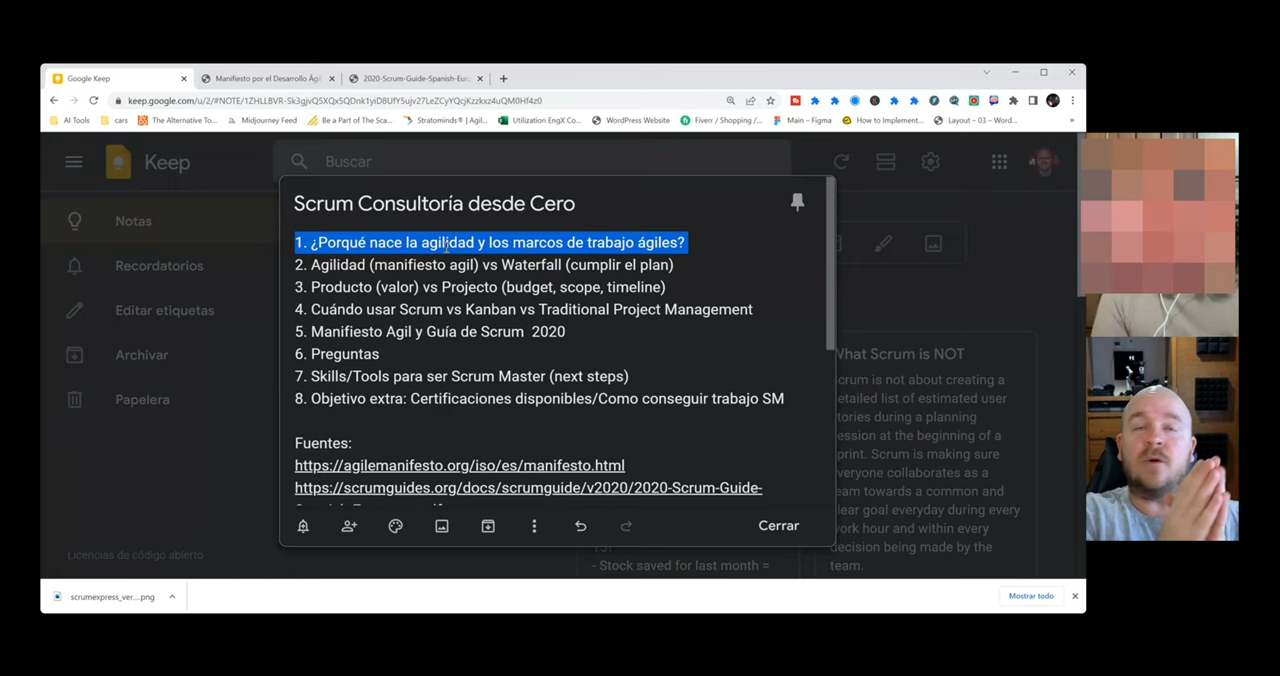 Google Keep
Manifiesto por el Desarrollo Ágil
2020-Scrum-Guide-Spanish-Euro
keep.google.com/u/2/#NOTE/1ZHLLBVR-Sk3gjvQ5XQx5QDnk1yiD8UfY5ujv27LeZCyYQcjKzzkxz4uQM0Hf4z0
AI Tools
cars
The Alternative To...
Midjourney Feed
Be a Part of The Sca...
Stratominds® | Agil...
Utilization EngX Co...
WordPress Website
Fiverr / Shopping /...
Main – Figma
How to Implement...
Layout – 03 – Word...
»
Keep
Buscar
Notas
Recordatorios
Editar etiquetas
Archivar
Papelera
Licencias de código abierto
Scrum Consultoría desde Cero
1. ¿Porqué nace la agilidad y los marcos de trabajo ágiles?
2. Agilidad (manifiesto agil) vs Waterfall (cumplir el plan)
3. Producto (valor) vs Projecto (budget, scope, timeline)
4. Cuándo usar Scrum vs Kanban vs Traditional Project Management
5. Manifiesto Agil y Guía de Scrum 2020
6. Preguntas
7. Skills/Tools para ser Scrum Master (next steps)
8. Objetivo extra: Certificaciones disponibles/Como conseguir trabajo SM
Fuentes:
https://agilemanifesto.org/iso/es/manifesto.html
https://scrumguides.org/docs/scrumguide/v2020/2020-Scrum-Guide-
Cerrar
What Scrum is NOT
Scrum is not about creating a
detailed list of estimated user
stories during a planning
session at the beginning of a
sprint. Scrum is making sure
everyone collaborates as a
team towards a common and
clear goal everyday during every
work hour and within every
decision being made by the
team.
- Stock saved for last month =
scrumexpress_ver....png
Mostrar todo